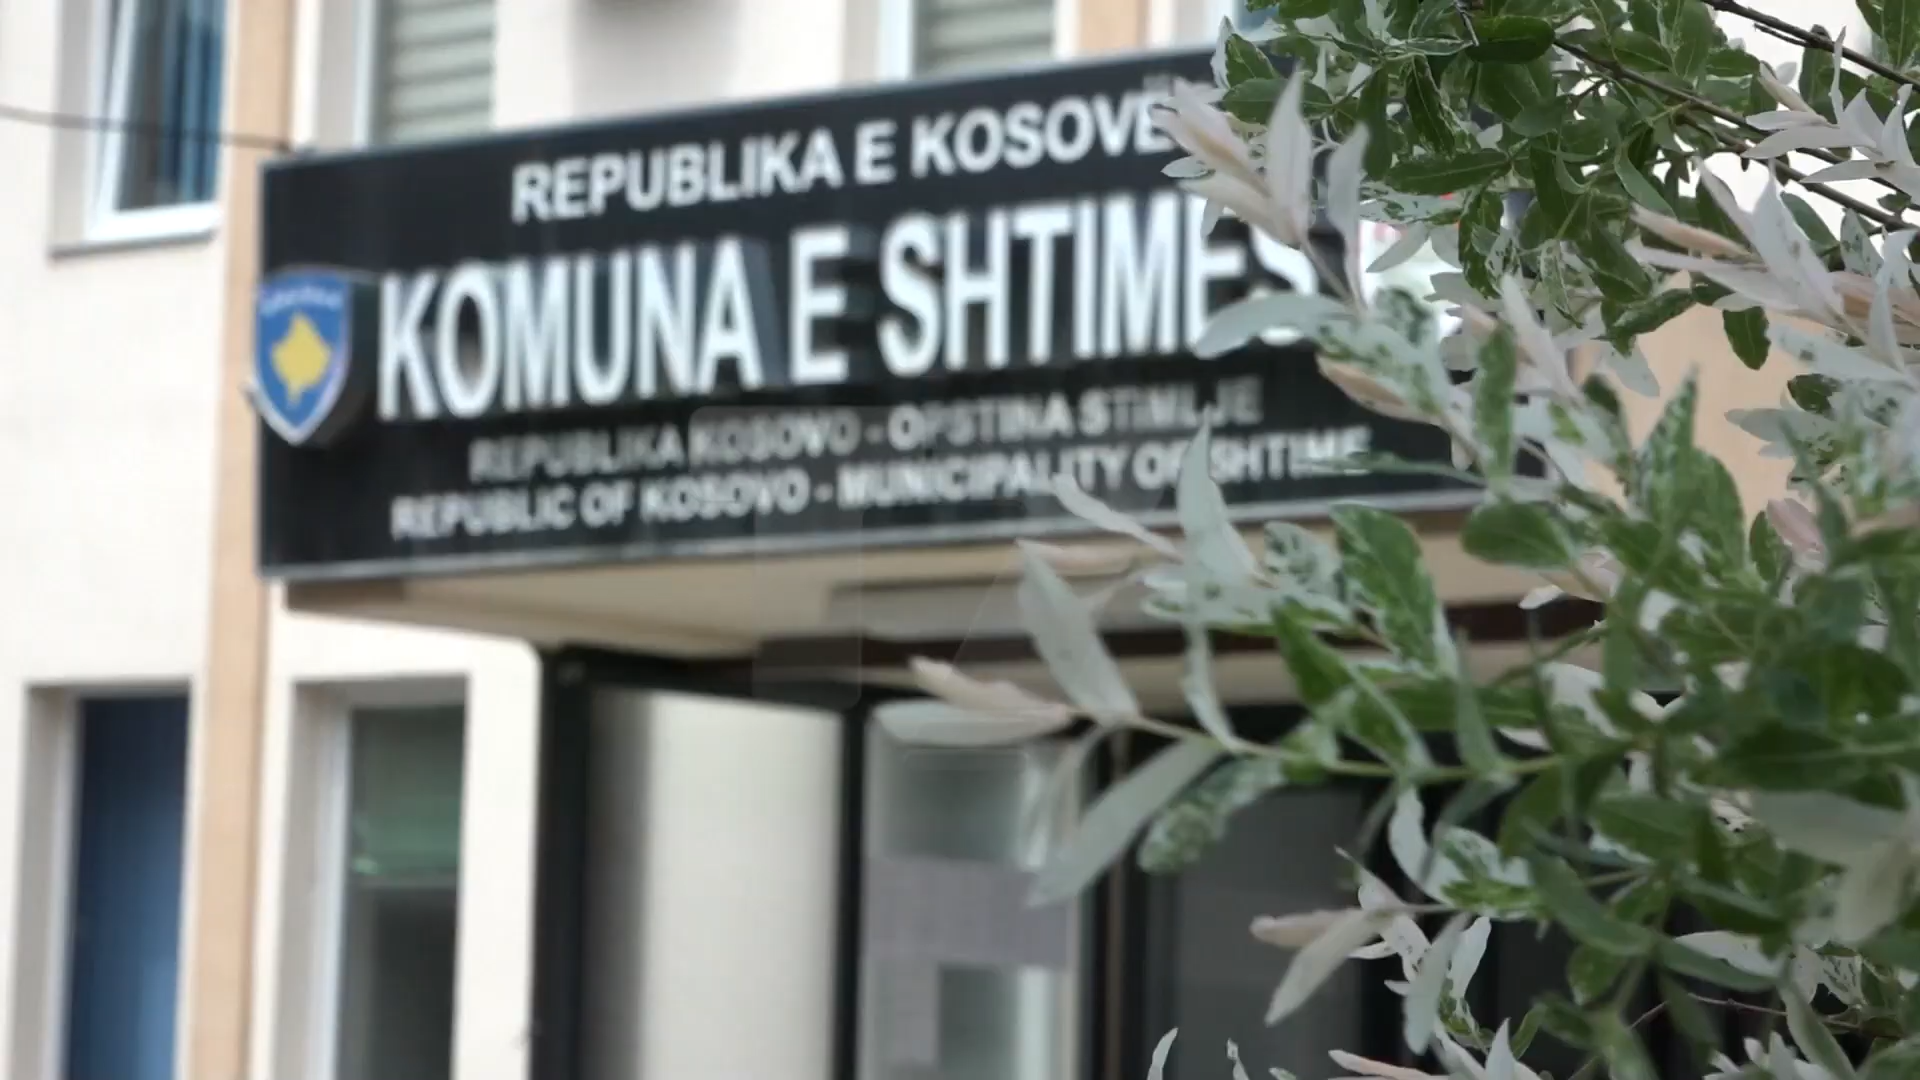 REPUBLIKA E KOSOVË
KOMUNA E SHTIMES
REPUBLIKA KOSOVO - OPSTINA STIMLJE
REPUBLIC OF KOSOVO - MUNICIPALITY OF SHTIME